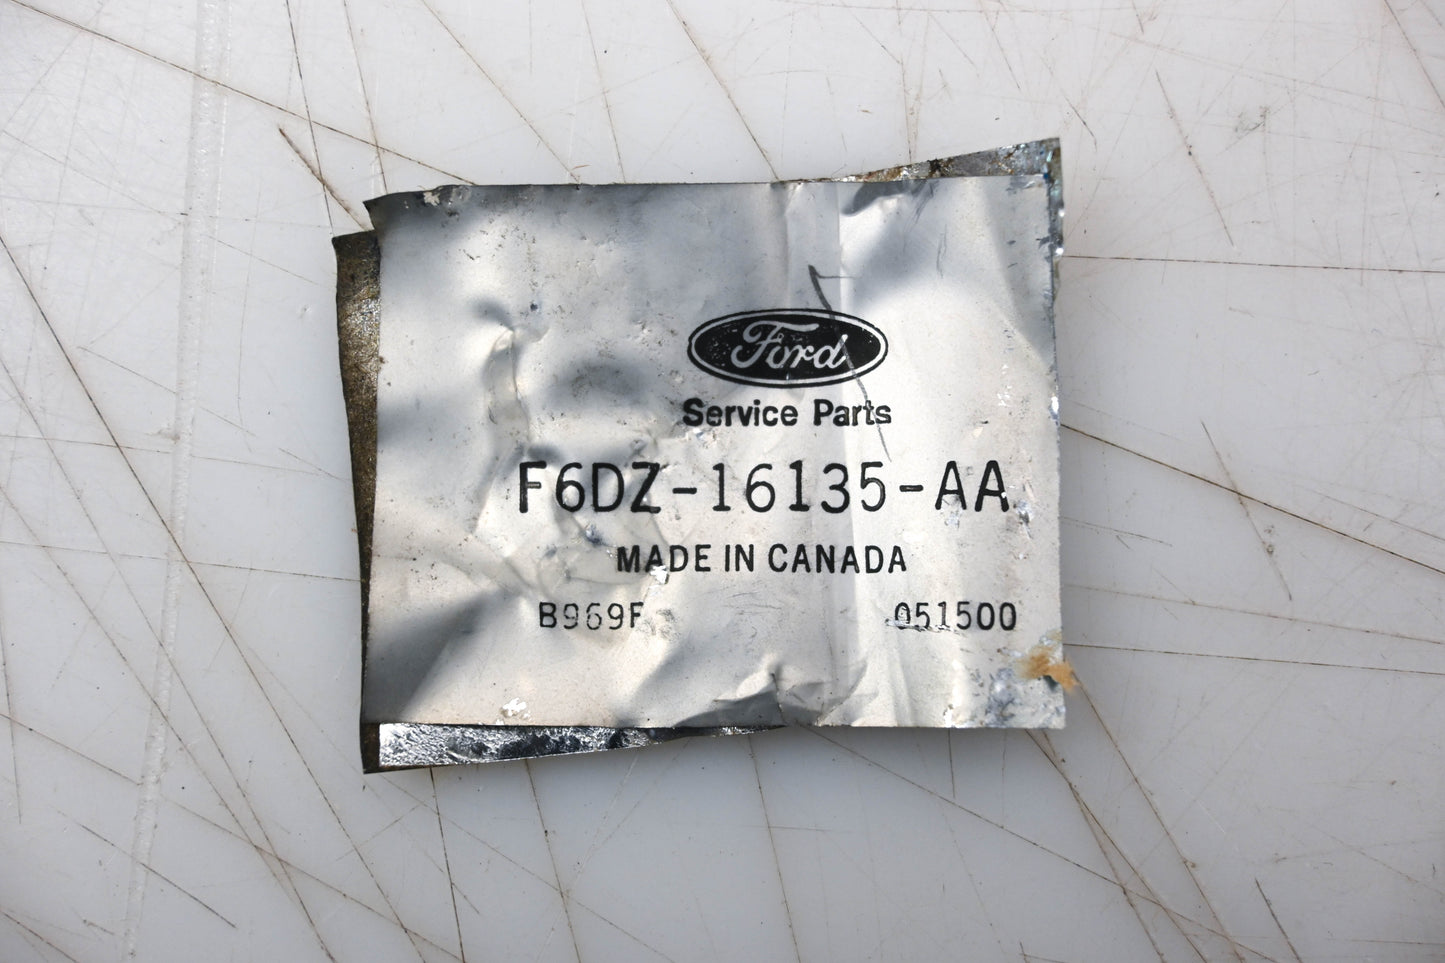 Ford
Service Parts
F6DZ-16135-AA
MADE IN CANADA
B969F 051500